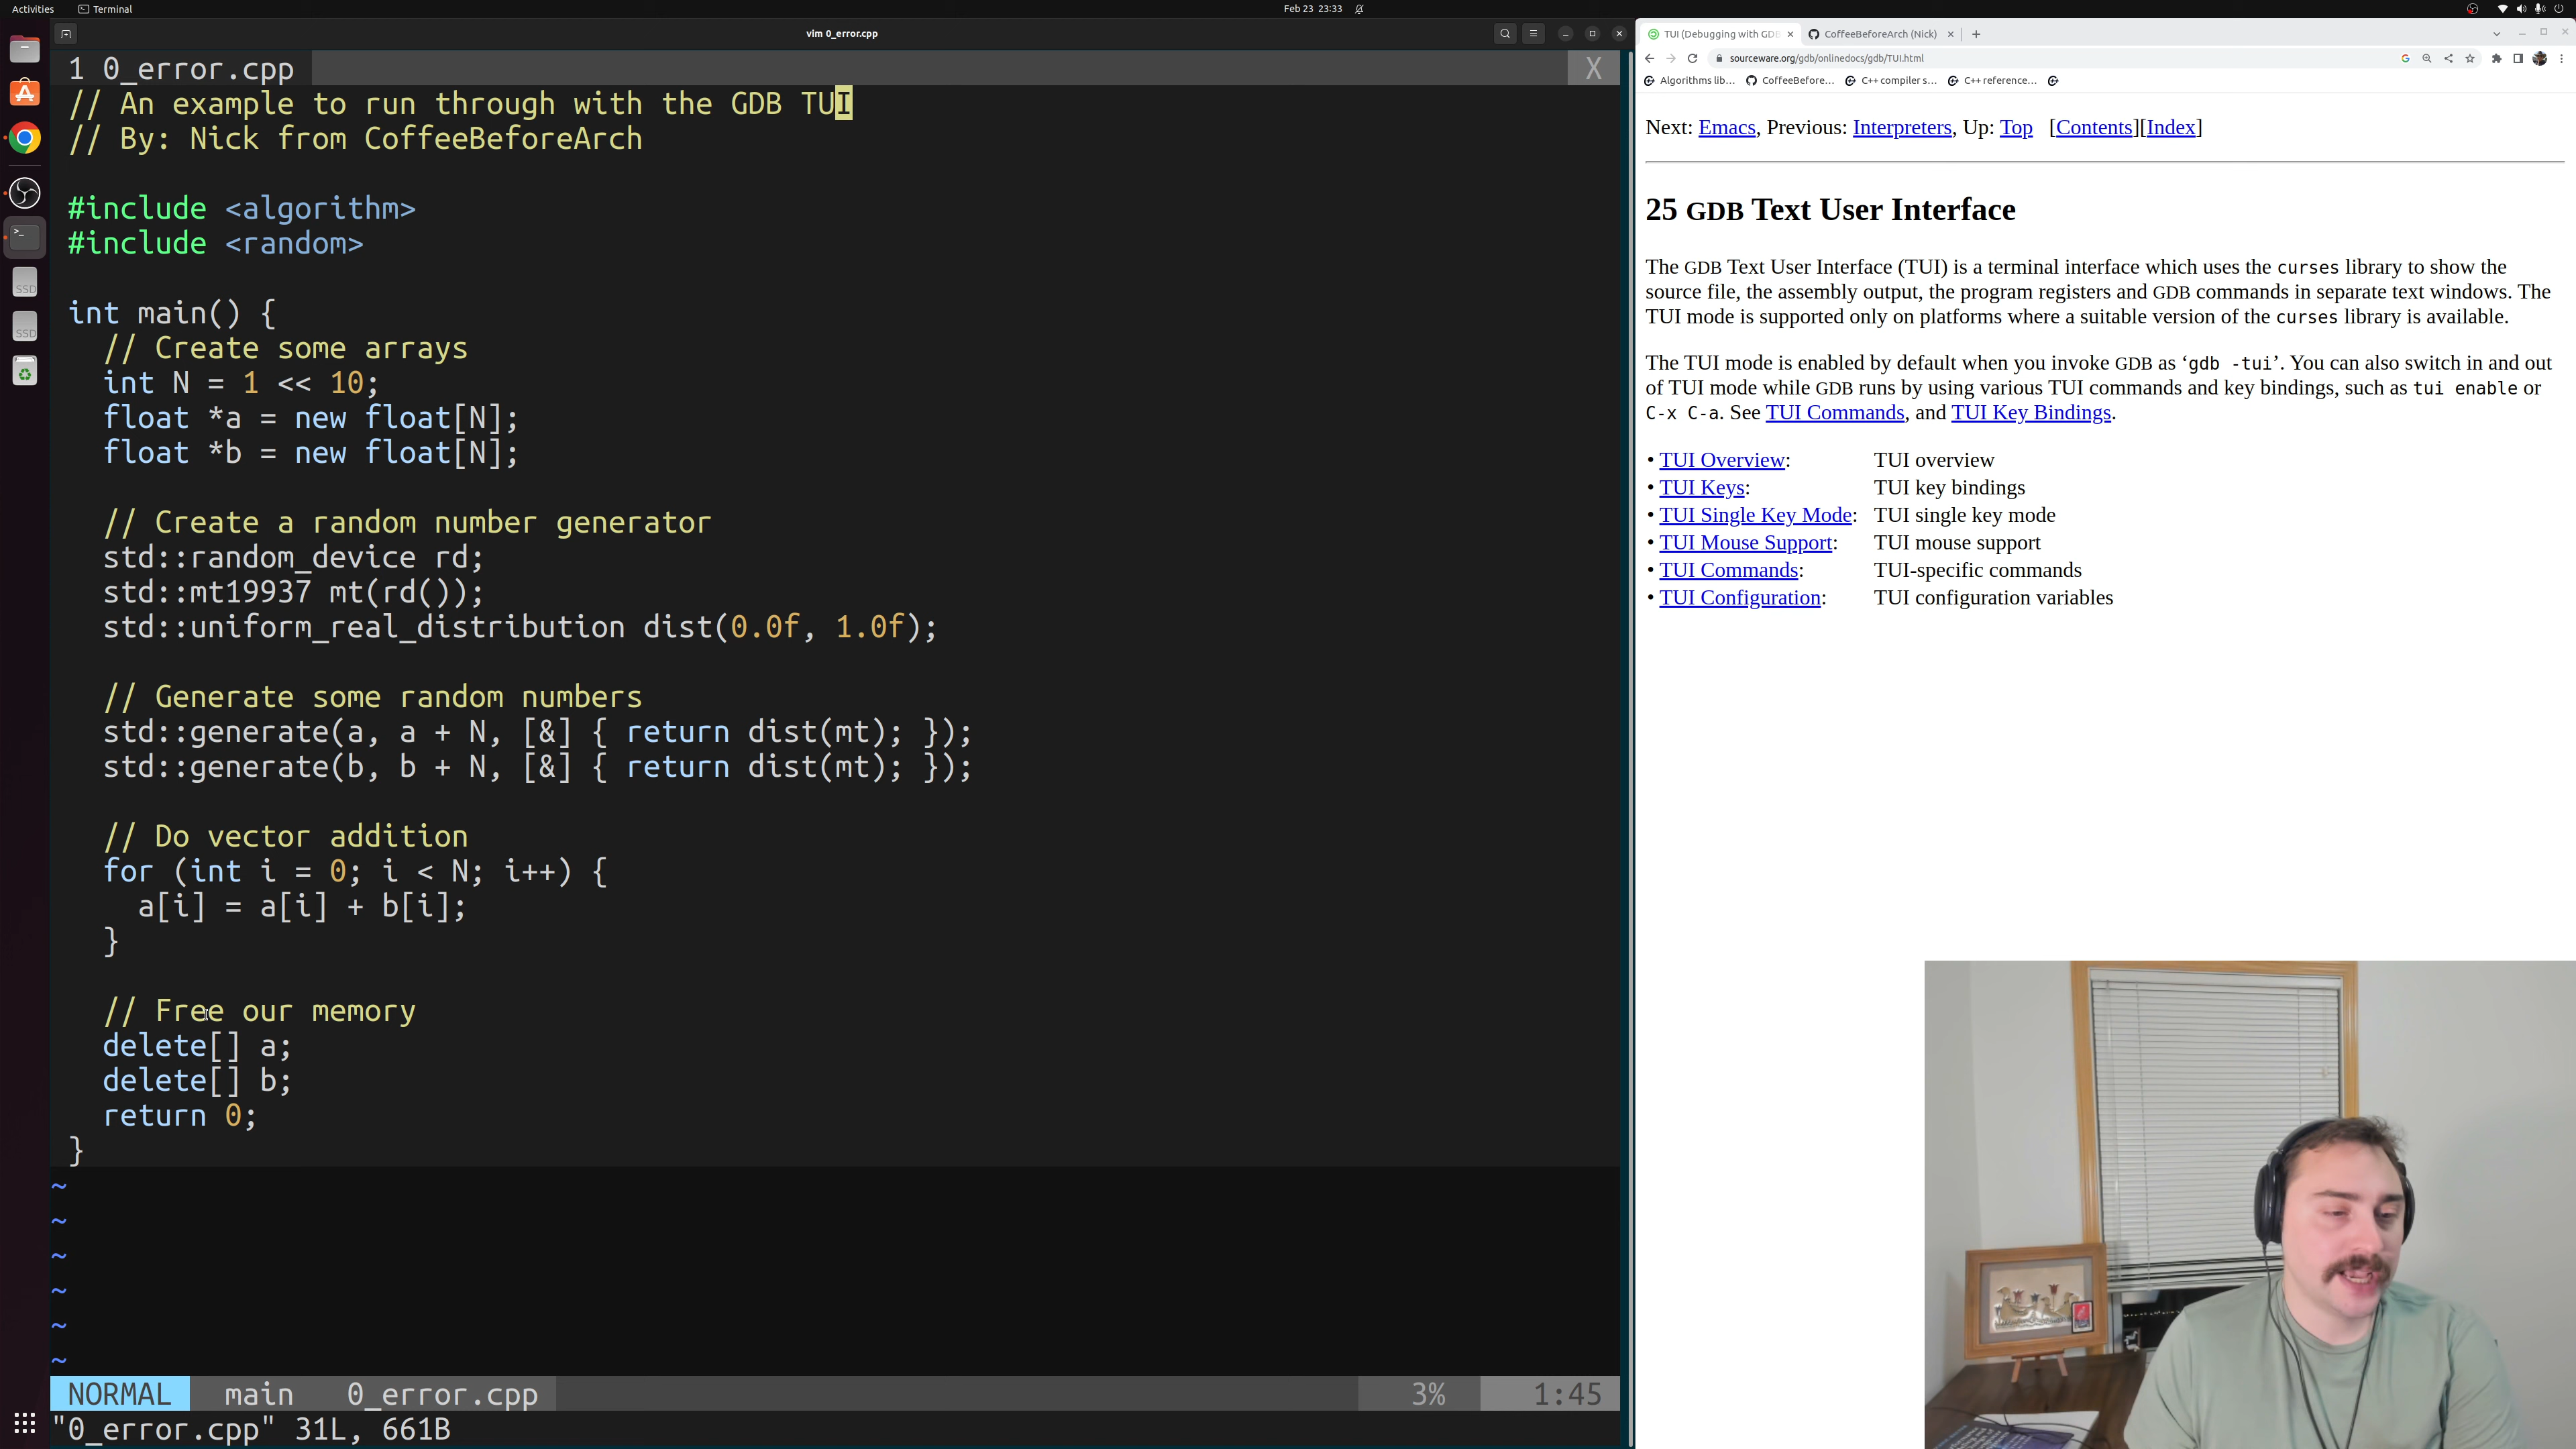 Activities Terminal Feb 23 23:33
vim 0_error.cpp
1 0_error.cpp X
// An example to run through with the GDB TUI
// By: Nick from CoffeeBeforeArch
#include <algorithm>
#include <random>
int main() {
// Create some arrays
int N = 1 << 10;
float *a = new float[N];
float *b = new float[N];
// Create a random number generator
std::random_device rd;
std::mt19937 mt(rd());
std::uniform_real_distribution dist(0.0f, 1.0f);
// Generate some random numbers
std::generate(a, a + N, [&] { return dist(mt); });
std::generate(b, b + N, [&] { return dist(mt); });
// Do vector addition
for (int i = 0; i < N; i++) {
a[i] = a[i] + b[i];
}
// Free our memory
delete[] a;
delete[] b;
return 0;
}
~
~
~
~
~
~
NORMAL main 0_error.cpp 3% 1:45
"0_error.cpp" 31L, 661B
SSD
SSD
TUI (Debugging with GDB CoffeeBeforeArch (Nick)
sourceware.org/gdb/onlinedocs/gdb/TUI.html
Algorithms lib... CoffeeBefore... C++ compiler s... C++ reference...
Next: Emacs, Previous: Interpreters, Up: Top [Contents][Index]
25 GDB Text User Interface
The GDB Text User Interface (TUI) is a terminal interface which uses the curses library to show the
source file, the assembly output, the program registers and GDB commands in separate text windows. The
TUI mode is supported only on platforms where a suitable version of the curses library is available.
The TUI mode is enabled by default when you invoke GDB as ‘gdb -tui’. You can also switch in and out
of TUI mode while GDB runs by using various TUI commands and key bindings, such as tui enable or
C-x C-a. See TUI Commands, and TUI Key Bindings.
• TUI Overview: TUI overview
• TUI Keys: TUI key bindings
• TUI Single Key Mode: TUI single key mode
• TUI Mouse Support: TUI mouse support
• TUI Commands: TUI-specific commands
• TUI Configuration: TUI configuration variables